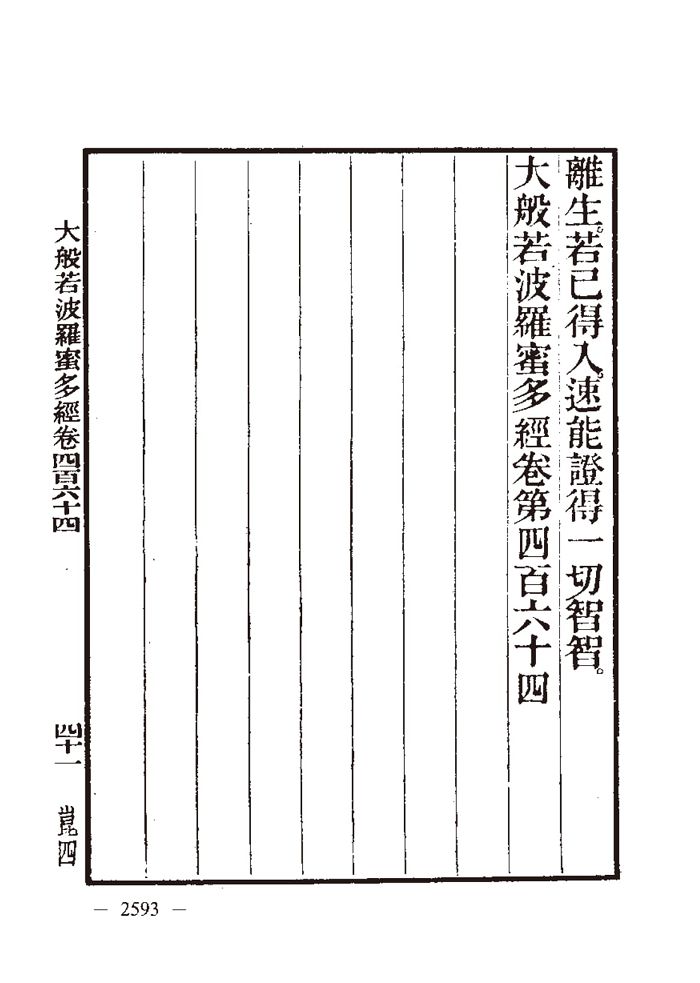 離生。若已得入。速能證得一切智智。
大般若波羅蜜多經卷第四百六十四
大般若波羅蜜多經卷四百六十四
四十一
崑四
— 2593 —